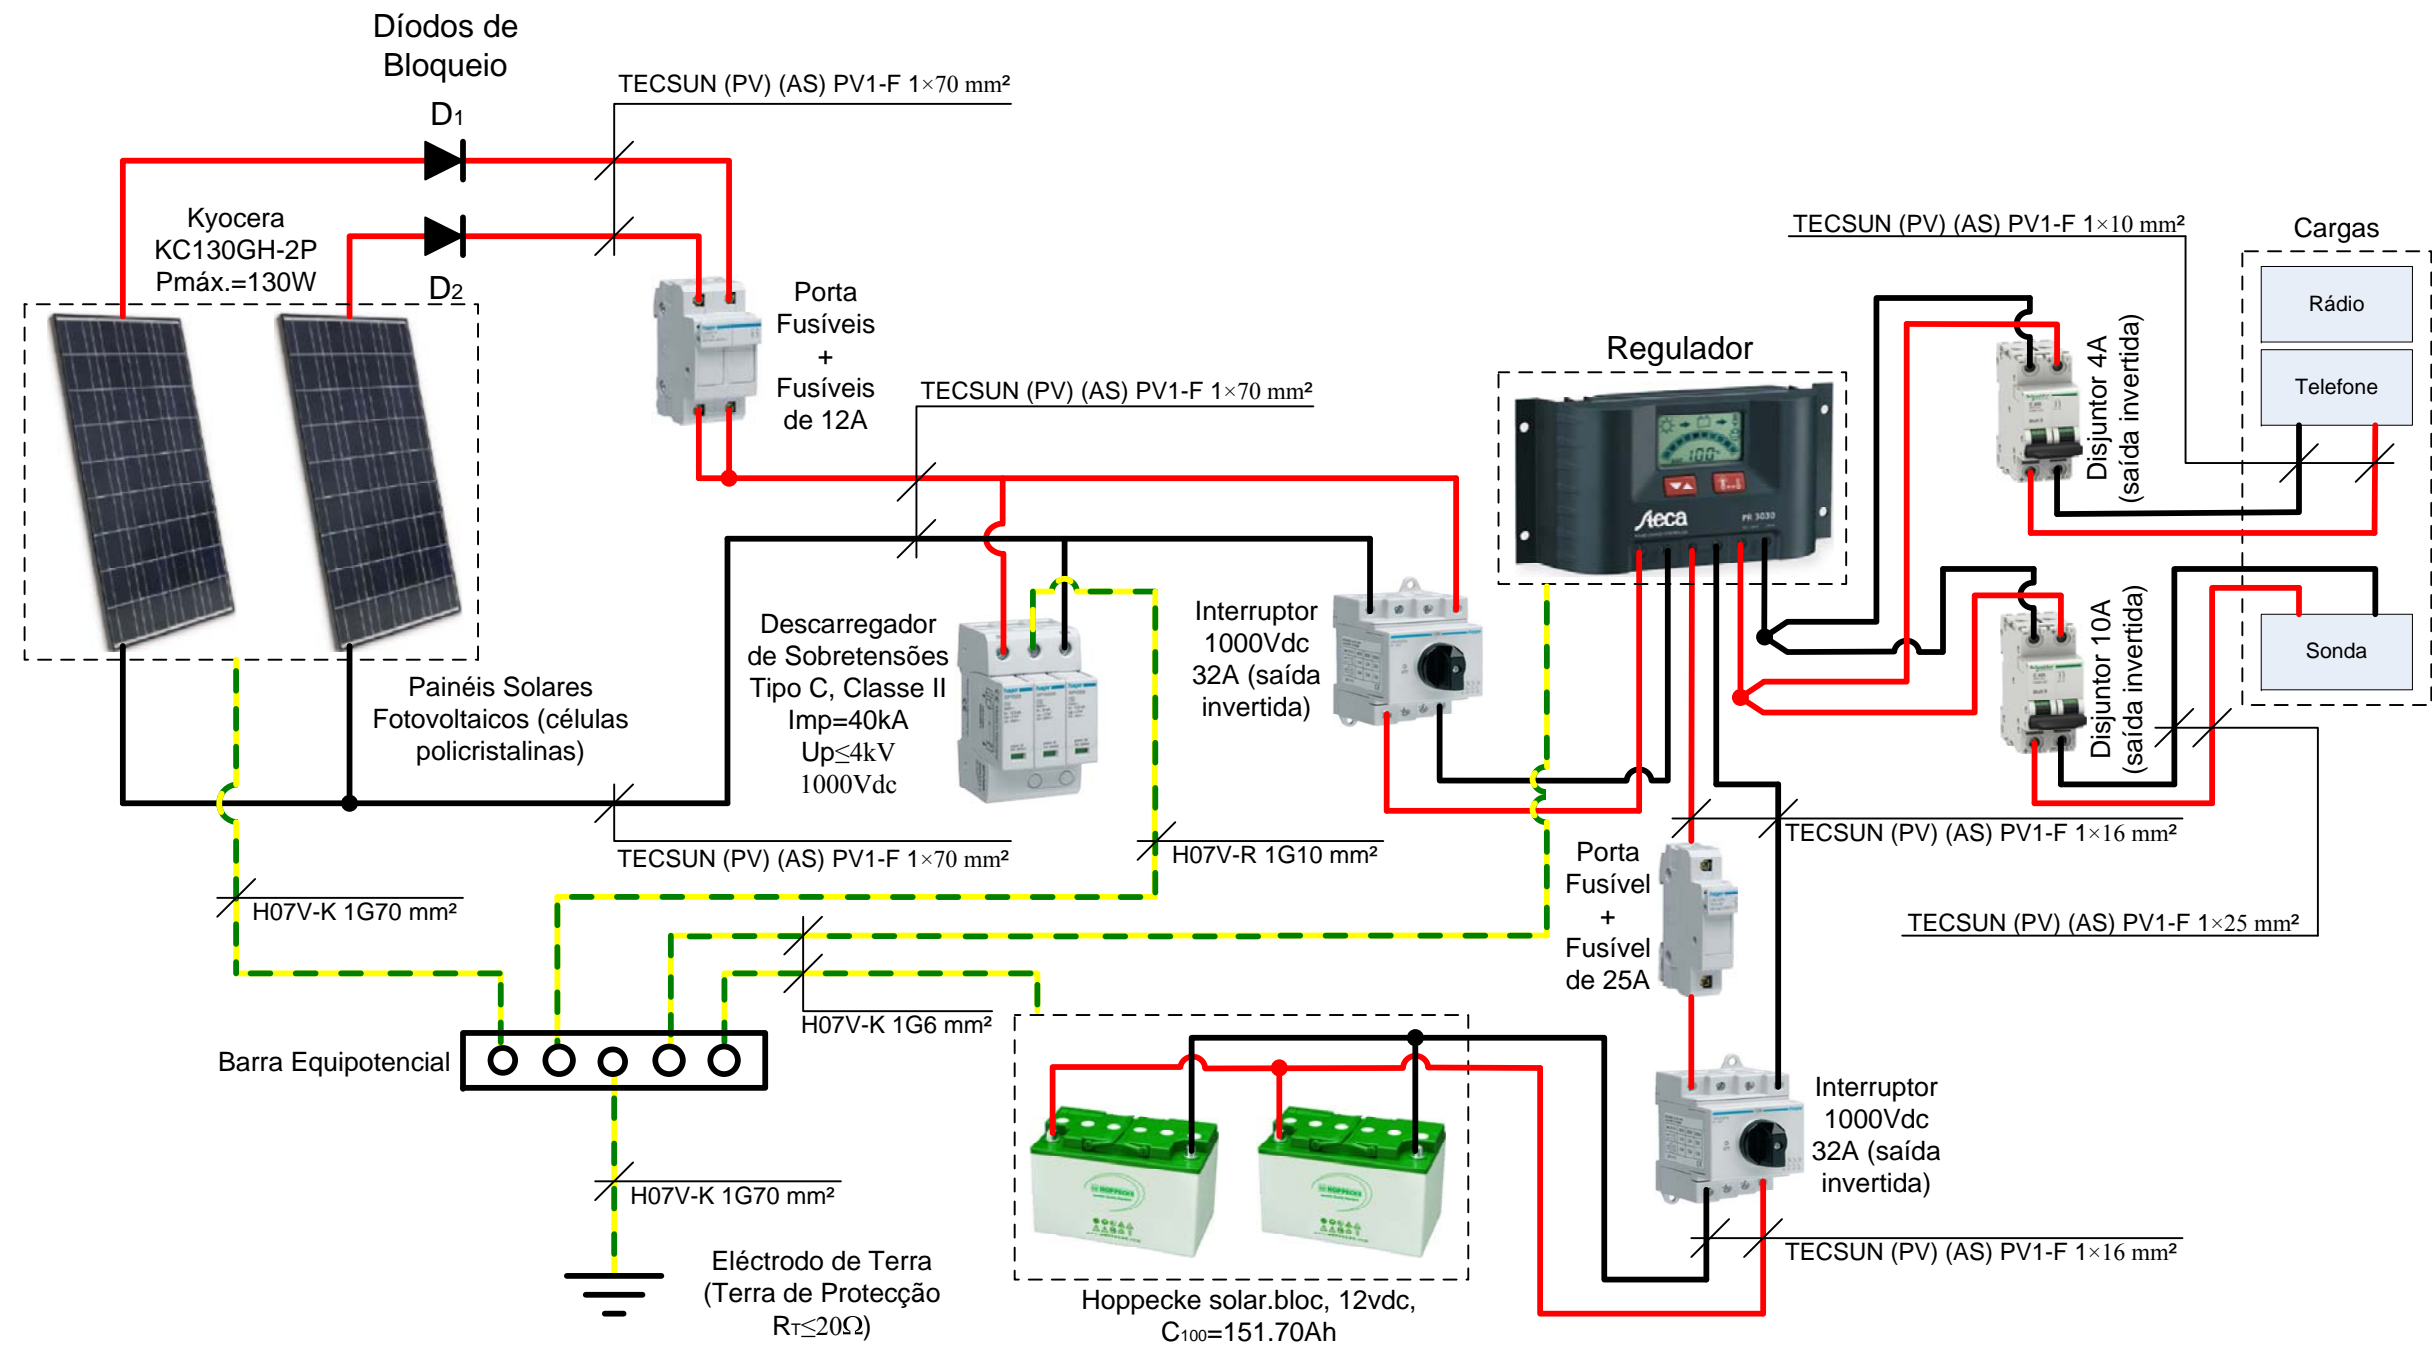 Díodos de
Bloqueio
D1
TECSUN (PV) (AS) PV1-F 1×70 mm²
Kyocera
KC130GH-2P
Pmáx.=130W
D2
Porta
Fusíveis
+
Fusíveis
de 12A
TECSUN (PV) (AS) PV1-F 1×70 mm²
Regulador
Steca
PR 3030
TECSUN (PV) (AS) PV1-F 1×10 mm²
Cargas
Rádio
Telefone
Disjuntor 4A
(saída invertida)
Sonda
Disjuntor 10A
(saída invertida)
Painéis Solares
Fotovoltaicos (células
policristalinas)
Descarregador
de Sobretensões
Tipo C, Classe II
Imp=40kA
Up≤4kV
1000Vdc
Interruptor
1000Vdc
32A (saída
invertida)
TECSUN (PV) (AS) PV1-F 1×70 mm²
H07V-R 1G10 mm²
TECSUN (PV) (AS) PV1-F 1×16 mm²
Porta
Fusível
+
Fusível
de 25A
TECSUN (PV) (AS) PV1-F 1×25 mm²
H07V-K 1G70 mm²
H07V-K 1G6 mm²
Barra Equipotencial
HOPPECKE
HOPPECKE
Interruptor
1000Vdc
32A (saída
invertida)
H07V-K 1G70 mm²
TECSUN (PV) (AS) PV1-F 1×16 mm²
Eléctrodo de Terra
(Terra de Protecção
RT≤20Ω)
Hoppecke solar.bloc, 12vdc,
C100=151.70Ah